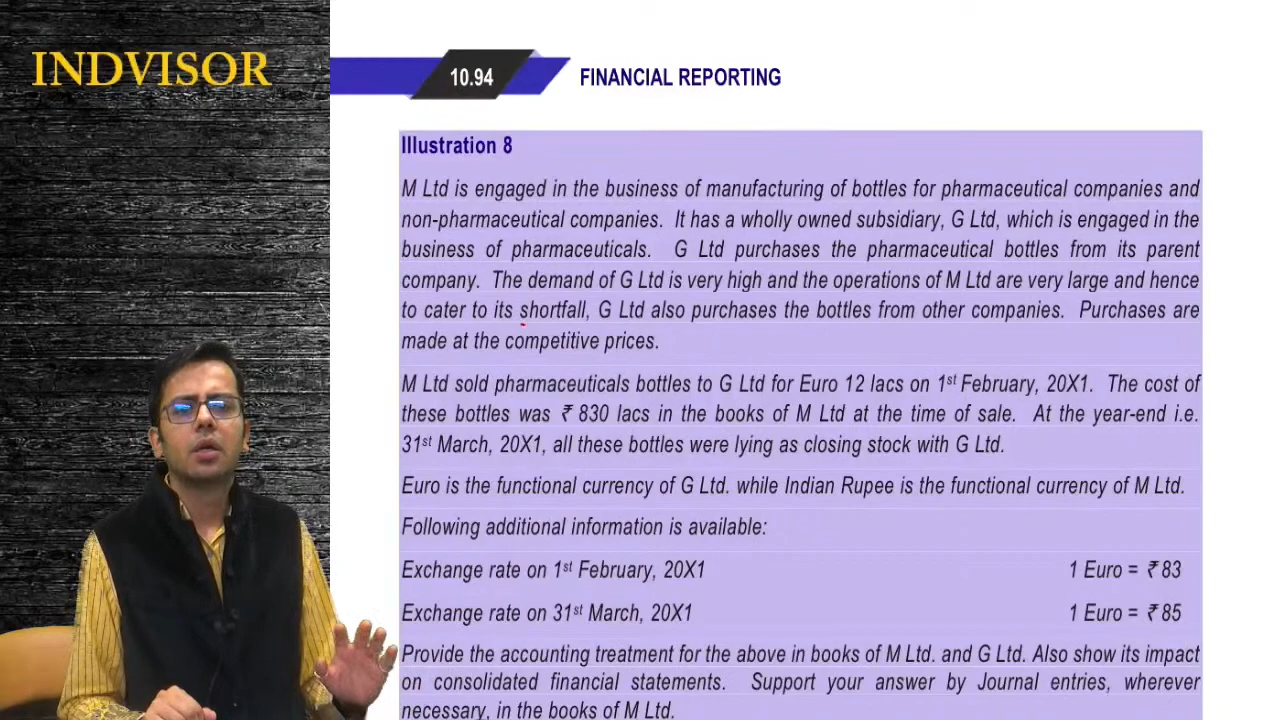 INDVISOR
10.94
FINANCIAL REPORTING
Illustration 8
M Ltd is engaged in the business of manufacturing of bottles for pharmaceutical companies and
non-pharmaceutical companies. It has a wholly owned subsidiary, G Ltd, which is engaged in the
business of pharmaceuticals. G Ltd purchases the pharmaceutical bottles from its parent
company. The demand of G Ltd is very high and the operations of M Ltd are very large and hence
to cater to its shortfall, G Ltd also purchases the bottles from other companies. Purchases are
made at the competitive prices.
M Ltd sold pharmaceuticals bottles to G Ltd for Euro 12 lacs on 1st February, 20X1. The cost of
these bottles was ₹ 830 lacs in the books of M Ltd at the time of sale. At the year-end i.e.
31st March, 20X1, all these bottles were lying as closing stock with G Ltd.
Euro is the functional currency of G Ltd. while Indian Rupee is the functional currency of M Ltd.
Following additional information is available:
Exchange rate on 1st February, 20X1 1 Euro = ₹ 83
Exchange rate on 31st March, 20X1 1 Euro = ₹ 85
Provide the accounting treatment for the above in books of M Ltd. and G Ltd. Also show its impact
on consolidated financial statements. Support your answer by Journal entries, wherever
necessary, in the books of M Ltd.